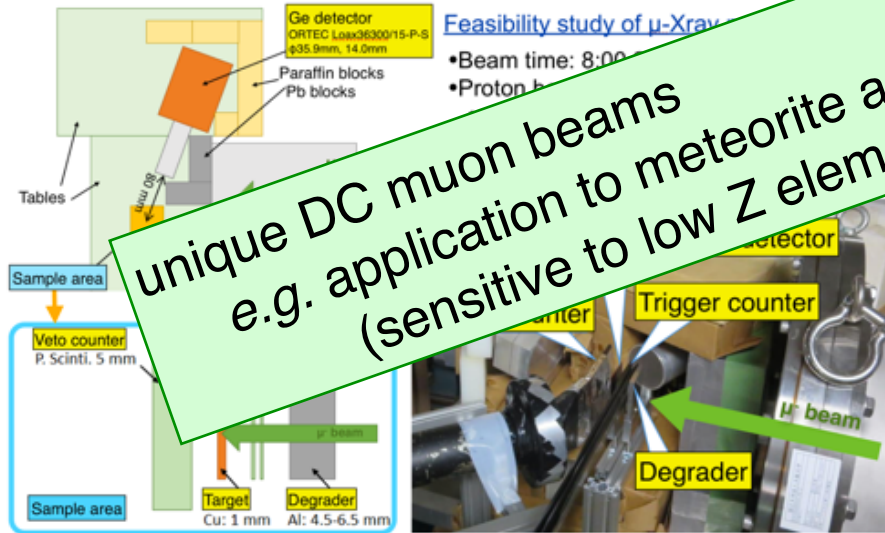 Ge detector
ORTEC Loax36300/15-P-S
φ35.9mm, 14.0mm
Paraffin blocks
Pb blocks
80 mm
Tables
Sample area
Feasibility study of μ-Xray
•Beam time: 8:00
•Proton
unique DC muon beams
e.g. application to meteorite
(sensitive to low Z
Veto counter
P. Scinti. 5 mm
μ- beam
Target
Cu: 1 mm
Degrader
Al: 4.5-6.5 mm
Sample area
Trigger counter
μ- beam
Degrader